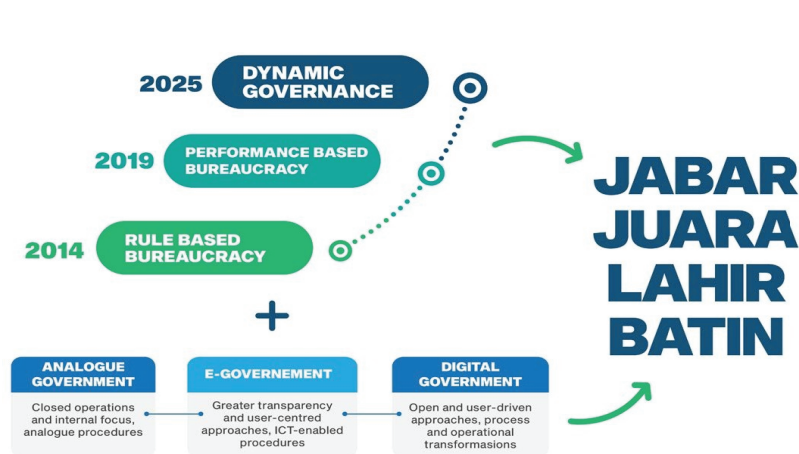 2025
DYNAMIC
GOVERNANCE
2019
PERFORMANCE BASED
BUREAUCRACY
2014
RULE BASED
BUREAUCRACY
+
JABAR
JUARA
LAHIR
BATIN
ANALOGUE
GOVERNMENT
Closed operations
and internal focus,
analogue procedures
E-GOVERNEMENT
Greater transparency
and user-centred
approaches, ICT-enabled
procedures
DIGITAL
GOVERNMENT
Open and user-driven
approaches, process
and operational
transformasions